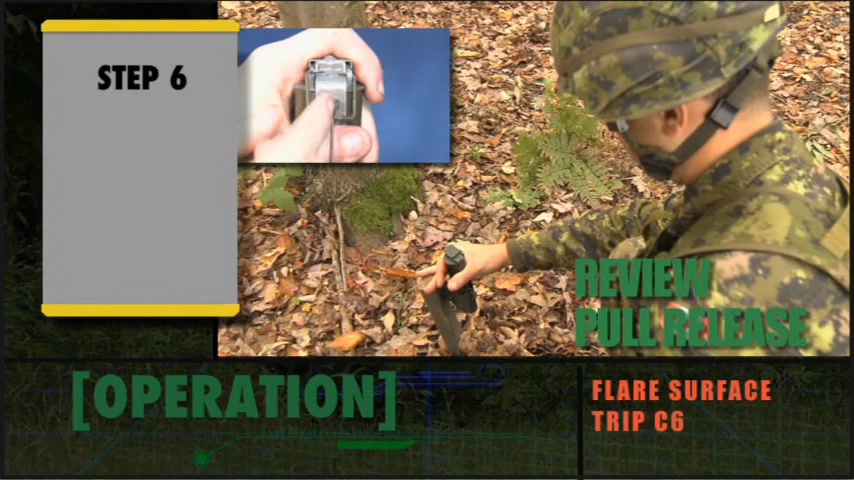 STEP 6
REVIEW
PULL RELEASE
[OPERATION]
FLARE SURFACE
TRIP C6